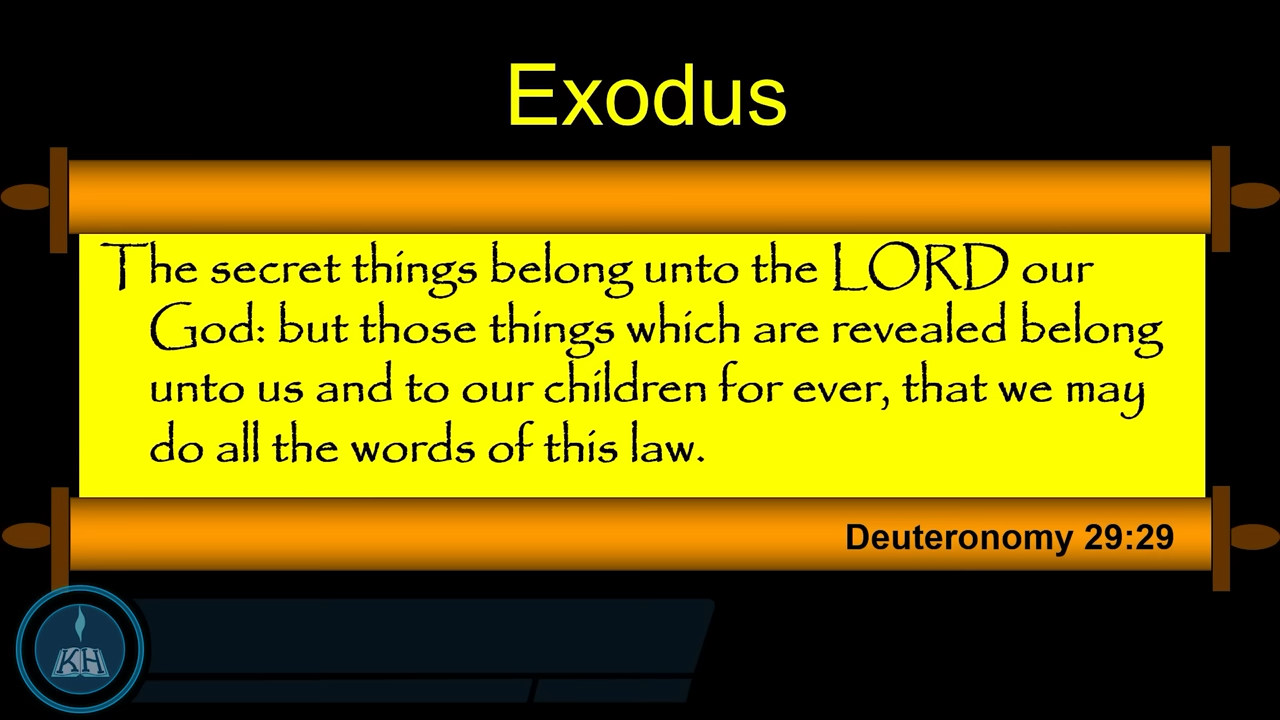 Exodus
The secret things belong unto the LORD our
God: but those things which are revealed belong
unto us and to our children for ever, that we may
do all the words of this law.
Deuteronomy 29:29
KH